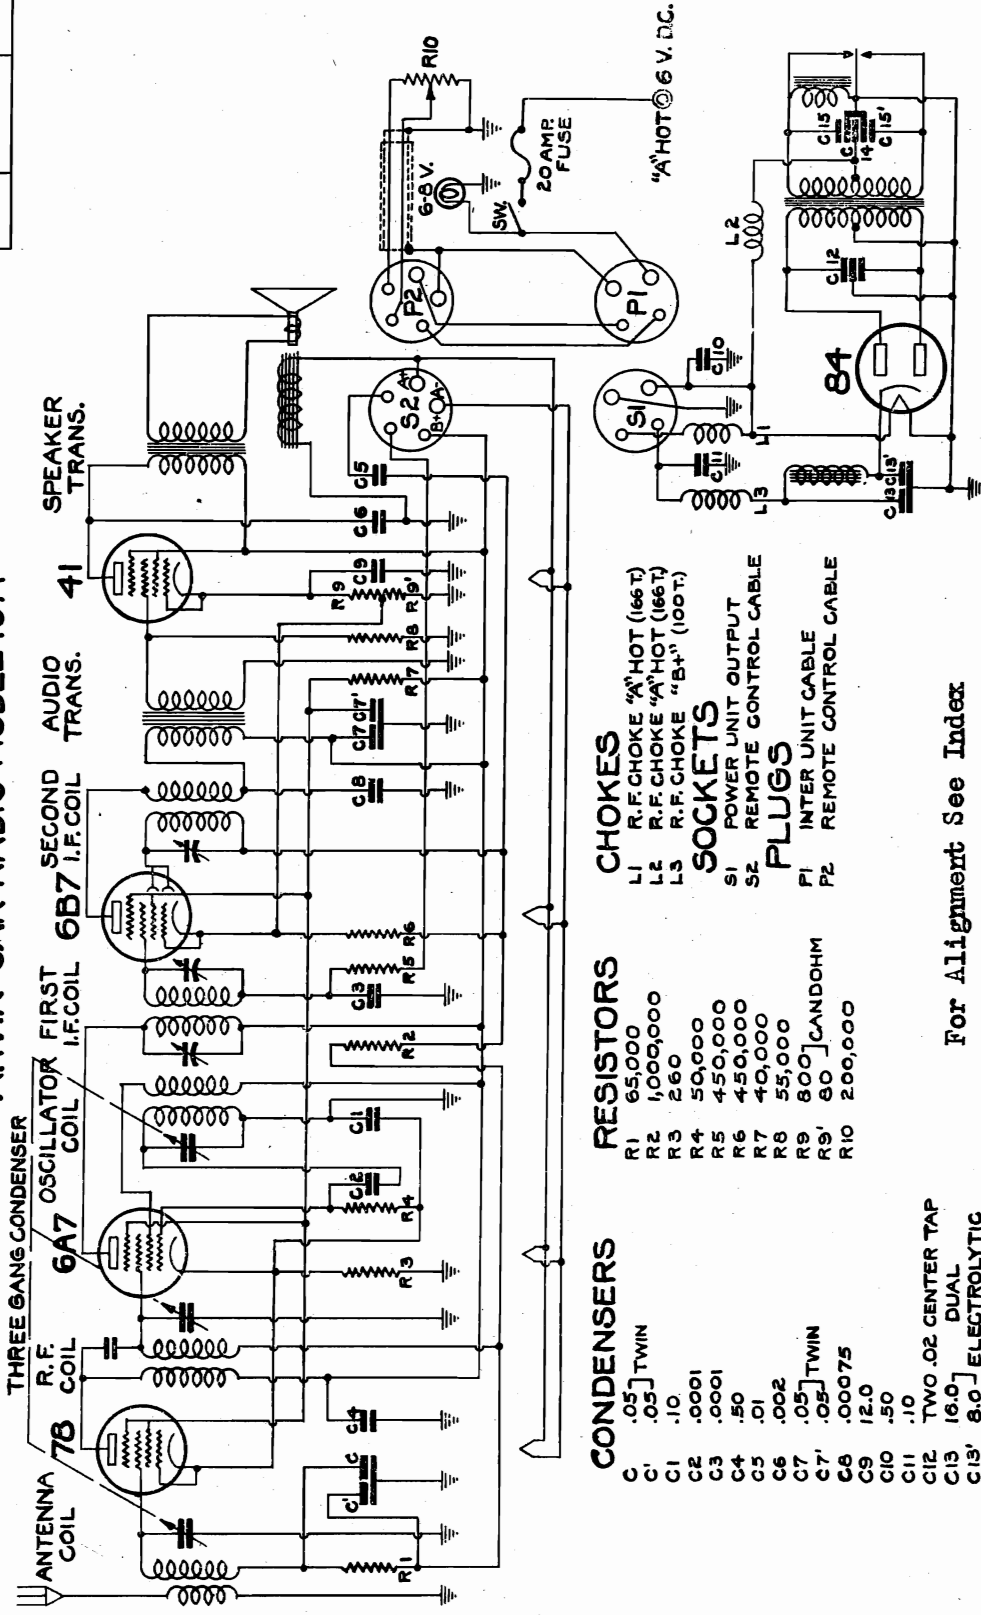 THREE GANG CONDENSER
ANTENNA COIL
78
R.F. COIL
6A7
OSCILLATOR COIL
FIRST I.F. COIL
6B7
SECOND I.F. COIL
AUDIO TRANS.
41
SPEAKER TRANS.
R1
C'
C
C4
R3
R4
C2
C1
R2
C3
R5
R6
C8
C7 C7'
R7
R8
R9
R9'
C9
C6
C5
S2
A+
A-
B+
P2
P1
R10
6-8 V.
SW.
20 AMP. FUSE
"A" HOT 6 V. D.C.
S1
C10
C11
L1
L2
L3
C13 C13'
84
C12
C15
C14
C15'
CONDENSERS
C .05 ] TWIN
C' .05
C1 .10
C2 .0001
C3 .0001
C4 .50
C5 .01
C6 .002
C7 .05 ] TWIN
C7' .05
C8 .00075
C9 12.0
C10 .50
C11 .10
C12 TWO .02 CENTER TAP
C13 16.0 ] DUAL
C13' 8.0 ] ELECTROLYTIC
RESISTORS
R1 65,000
R2 1,000,000
R3 260
R4 50,000
R5 450,000
R6 450,000
R7 40,000
R8 55,000
R9 800 ] CANDOHM
R9' 80
R10 200,000
CHOKES
L1 R.F. CHOKE "A" HOT (166 T.)
L2 R.F. CHOKE "A" HOT (166 T.)
L3 R.F. CHOKE "B+" (100 T.)
SOCKETS
S1 POWER UNIT OUTPUT
S2 REMOTE CONTROL CABLE
PLUGS
P1 INTER UNIT CABLE
P2 REMOTE CONTROL CABLE
For Alignment See Index